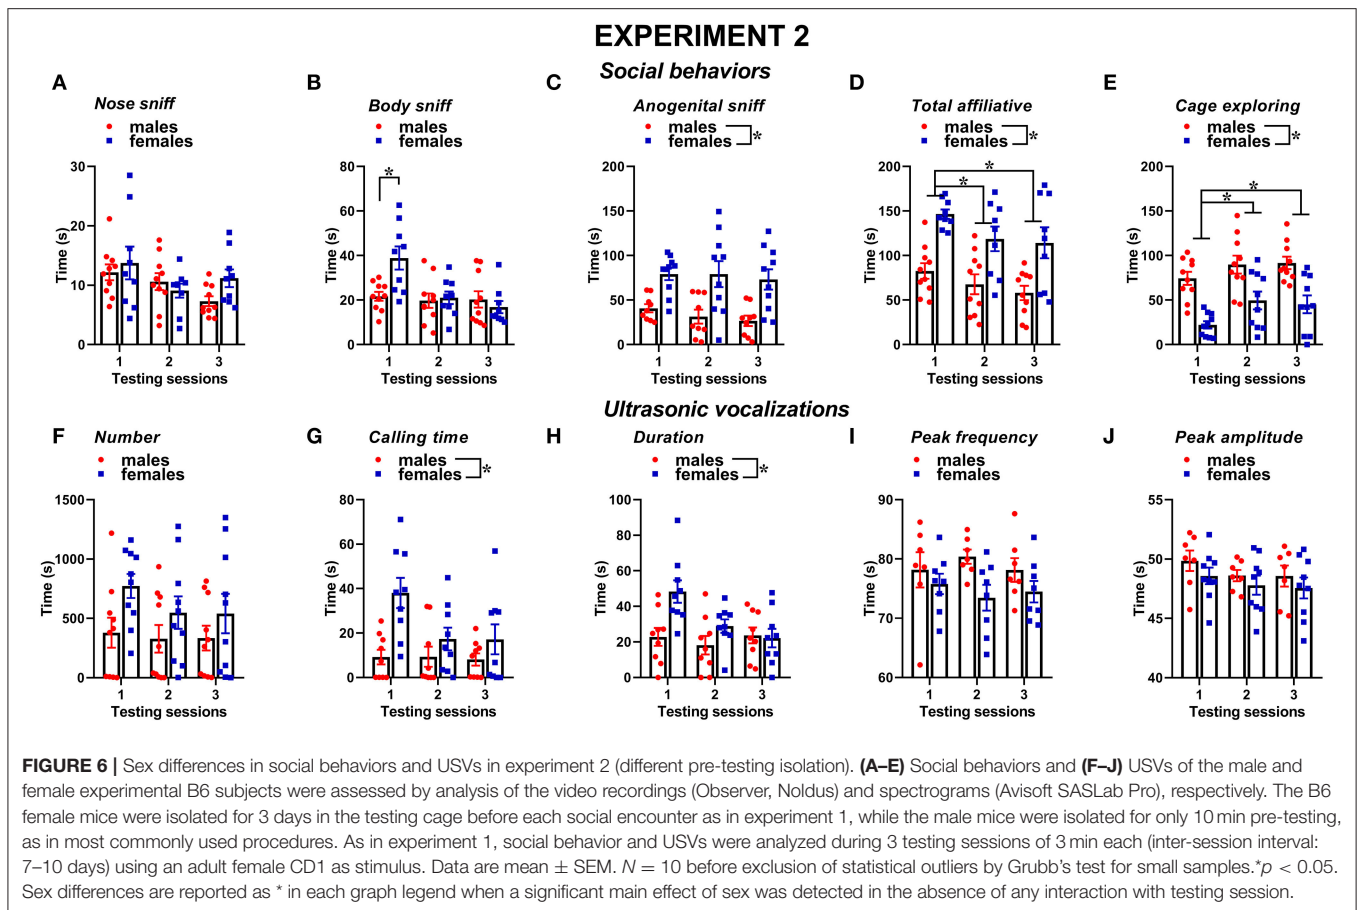 EXPERIMENT 2
Social behaviors
A
Nose sniff
males
females
30
20
10
0
Time (s)
1 2 3
Testing sessions
B
Body sniff
males
females
*
80
60
40
20
0
Time (s)
1 2 3
Testing sessions
C
Anogenital sniff
males
females
*
200
150
100
50
0
Time (s)
1 2 3
Testing sessions
D
Total affiliative
males
females
*
*
*
200
150
100
50
0
Time (s)
1 2 3
Testing sessions
E
Cage exploring
males
females
*
*
*
200
150
100
50
0
Time (s)
1 2 3
Testing sessions
Ultrasonic vocalizations
F
Number
males
females
1500
1000
500
0
Time (s)
1 2 3
Testing sessions
G
Calling time
males
females
*
80
60
40
20
0
Time (s)
1 2 3
Testing sessions
H
Duration
males
females
*
100
80
60
40
20
0
Time (s)
1 2 3
Testing sessions
I
Peak frequency
males
females
90
80
70
60
Time (s)
1 2 3
Testing sessions
J
Peak amplitude
males
females
55
50
45
40
Time (s)
1 2 3
Testing sessions
FIGURE 6 | Sex differences in social behaviors and USVs in experiment 2 (different pre-testing isolation). (A–E) Social behaviors and (F–J) USVs of the male and
female experimental B6 subjects were assessed by analysis of the video recordings (Observer, Noldus) and spectrograms (Avisoft SASLab Pro), respectively. The B6
female mice were isolated for 3 days in the testing cage before each social encounter as in experiment 1, while the male mice were isolated for only 10 min pre-testing,
as in most commonly used procedures. As in experiment 1, social behavior and USVs were analyzed during 3 testing sessions of 3 min each (inter-session interval:
7–10 days) using an adult female CD1 as stimulus. Data are mean ± SEM. N = 10 before exclusion of statistical outliers by Grubb's test for small samples.*p < 0.05.
Sex differences are reported as * in each graph legend when a significant main effect of sex was detected in the absence of any interaction with testing session.